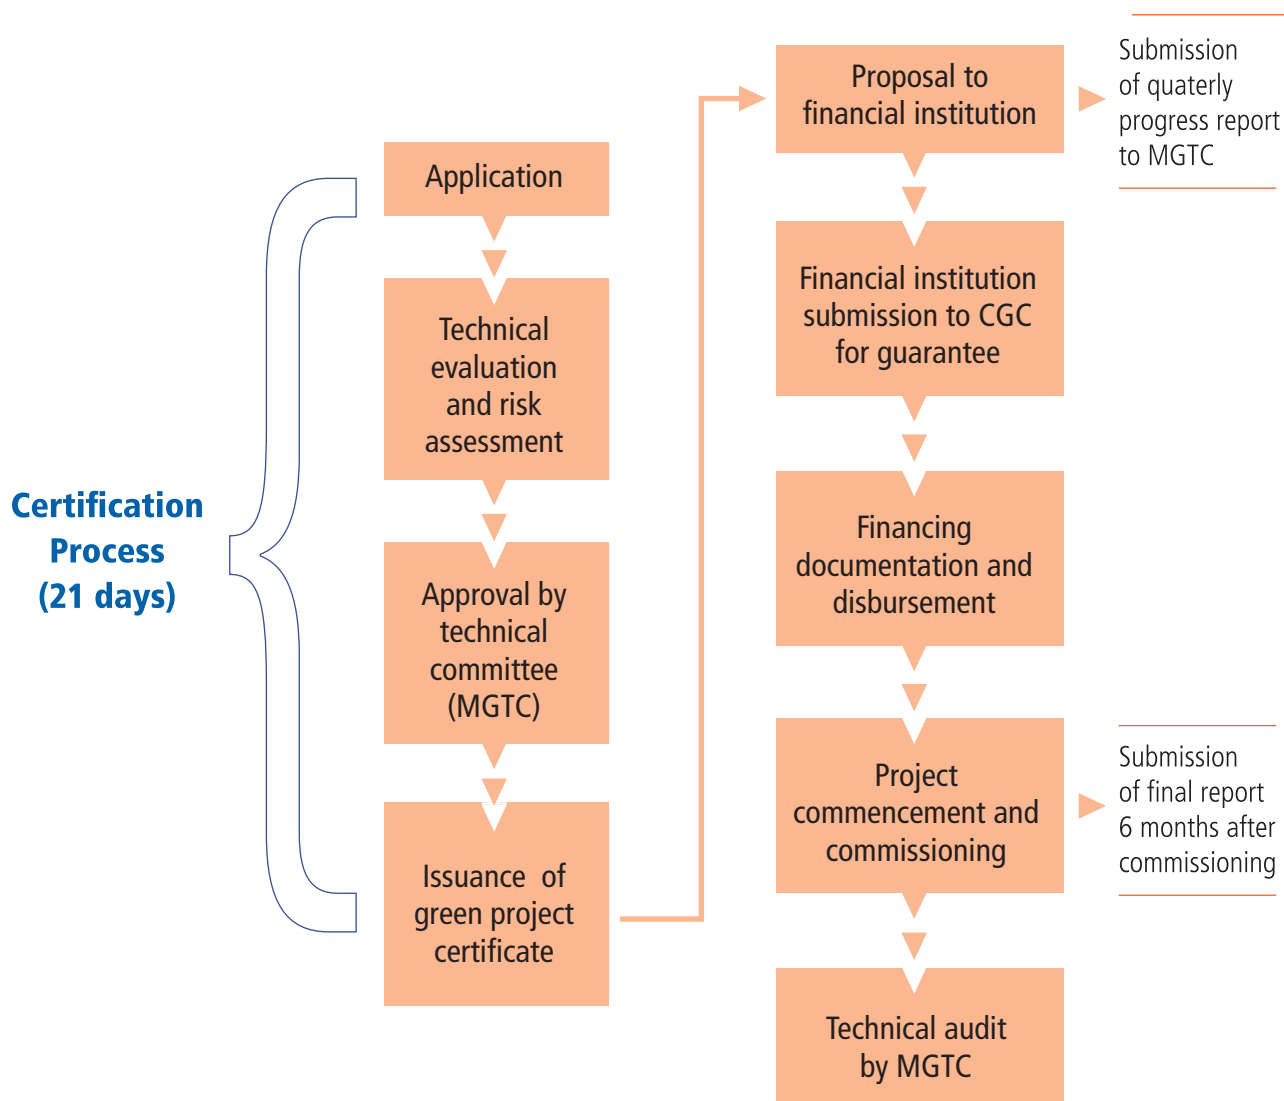 Certification
Process
(21 days)
Application
Technical
evaluation
and risk
assessment
Approval by
technical
committee
(MGTC)
Issuance of
green project
certificate
Proposal to
financial institution
Submission
of quaterly
progress report
to MGTC
Financial institution
submission to CGC
for guarantee
Financing
documentation and
disbursement
Project
commencement and
commissioning
Submission
of final report
6 months after
commissioning
Technical audit
by MGTC